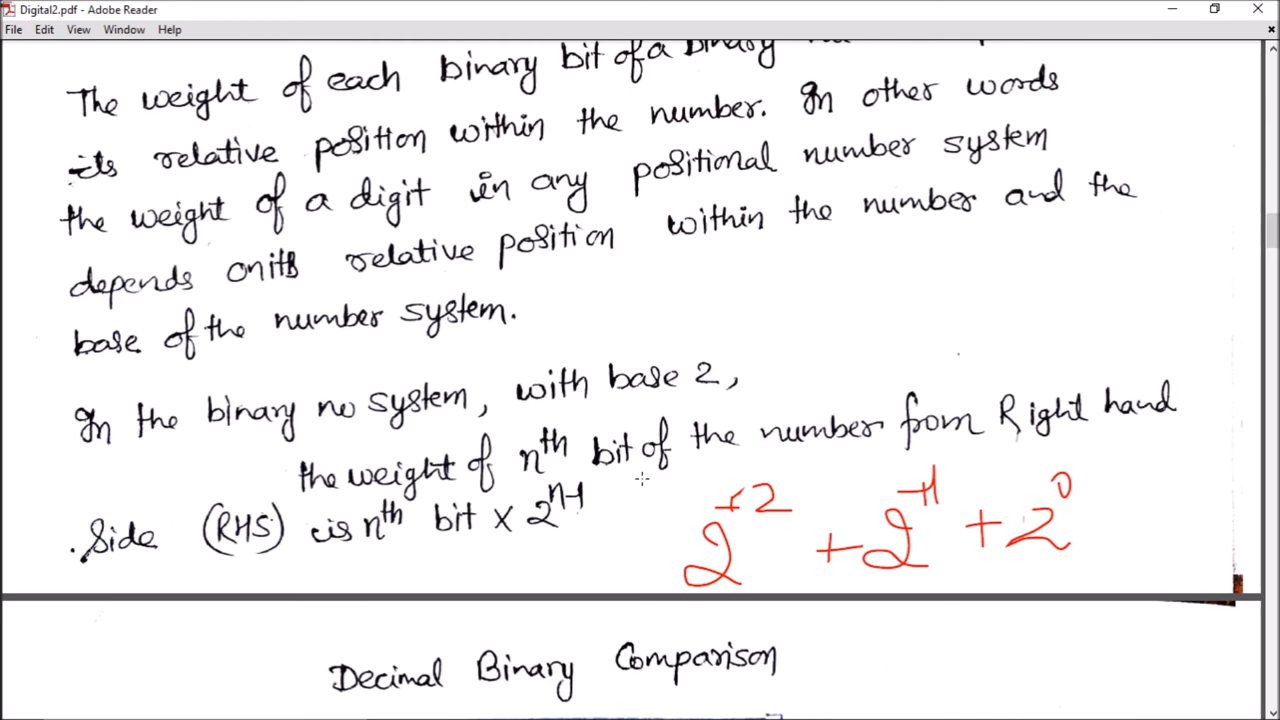 Digital2.pdf - Adobe Reader
File Edit View Window Help
The weight of each binary bit of a binary
its relative position within the number. In other words
the weight of a digit in any positional number system
depends on its relative position within the number and the
base of the number system.
In the binary no system, with base 2,
the weight of nth bit of the number from Right hand
Side (RHS) is nth bit × 2^n-1
2^+2 + 2^+1 + 2^0
Decimal Binary Comparison